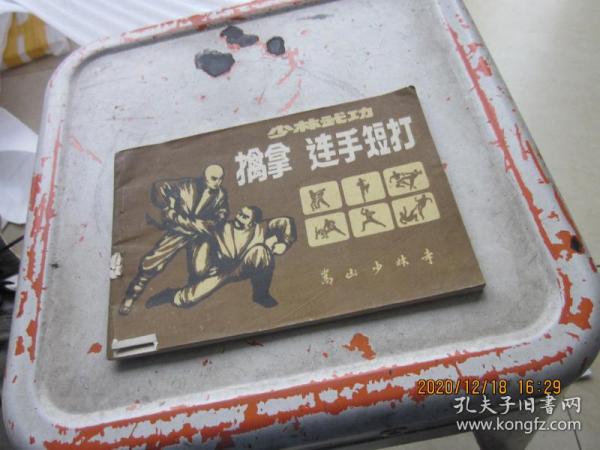 少林武功
擒拿 连手短打
嵩山少林寺
2020/12/18 16:29
孔夫子旧书网
www.kongfz.com